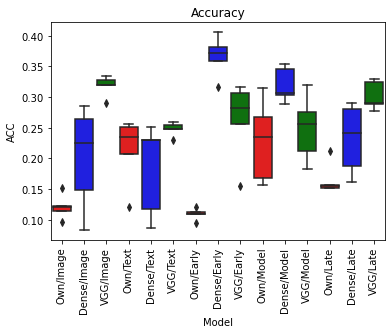 Accuracy
0.40
0.35
0.30
0.25
0.20
0.15
0.10
ACC
Own/Image
Dense/Image
VGG/Image
Own/Text
Dense/Text
VGG/Text
Own/Early
Dense/Early
VGG/Early
Own/Model
Dense/Model
VGG/Model
Own/Late
Dense/Late
VGG/Late
Model